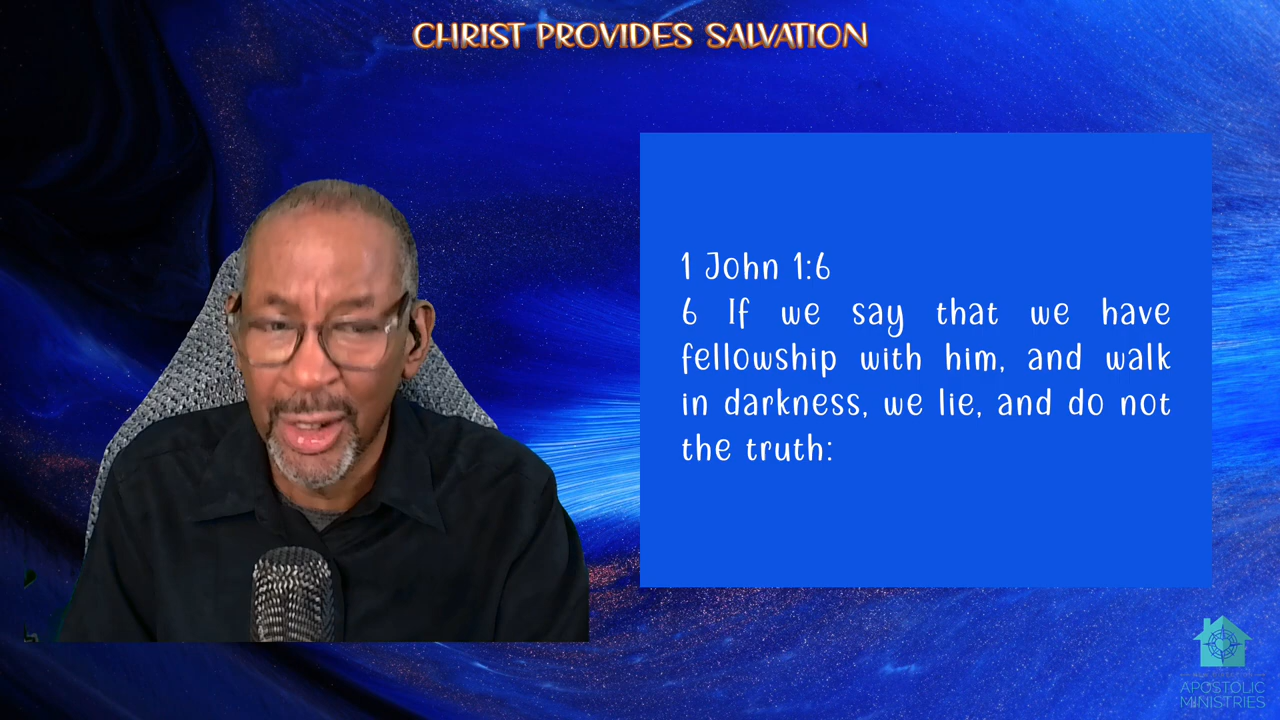 CHRIST PROVIDES SALVATION
1 John 1:6
6 If we say that we have
fellowship with him, and walk
in darkness, we lie, and do not
the truth:
APOSTOLIC
MINISTRIES